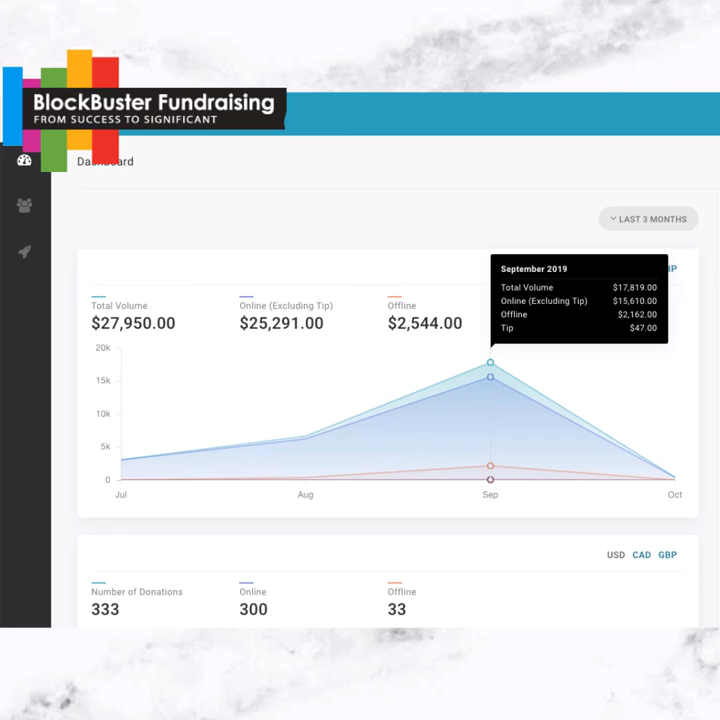 BlockBuster Fundraising
FROM SUCCESS TO SIGNIFICANT
Dashboard
LAST 3 MONTHS
September 2019
Total Volume $17,819.00
Online (Excluding Tip) $15,610.00
Offline $2,162.00
Tip $47.00
BP
Total Volume Online (Excluding Tip) Offline
$27,950.00 $25,291.00 $2,544.00
20k
15k
10k
5k
0
Jul Aug Sep Oct
USD CAD GBP
Number of Donations Online Offline
333 300 33